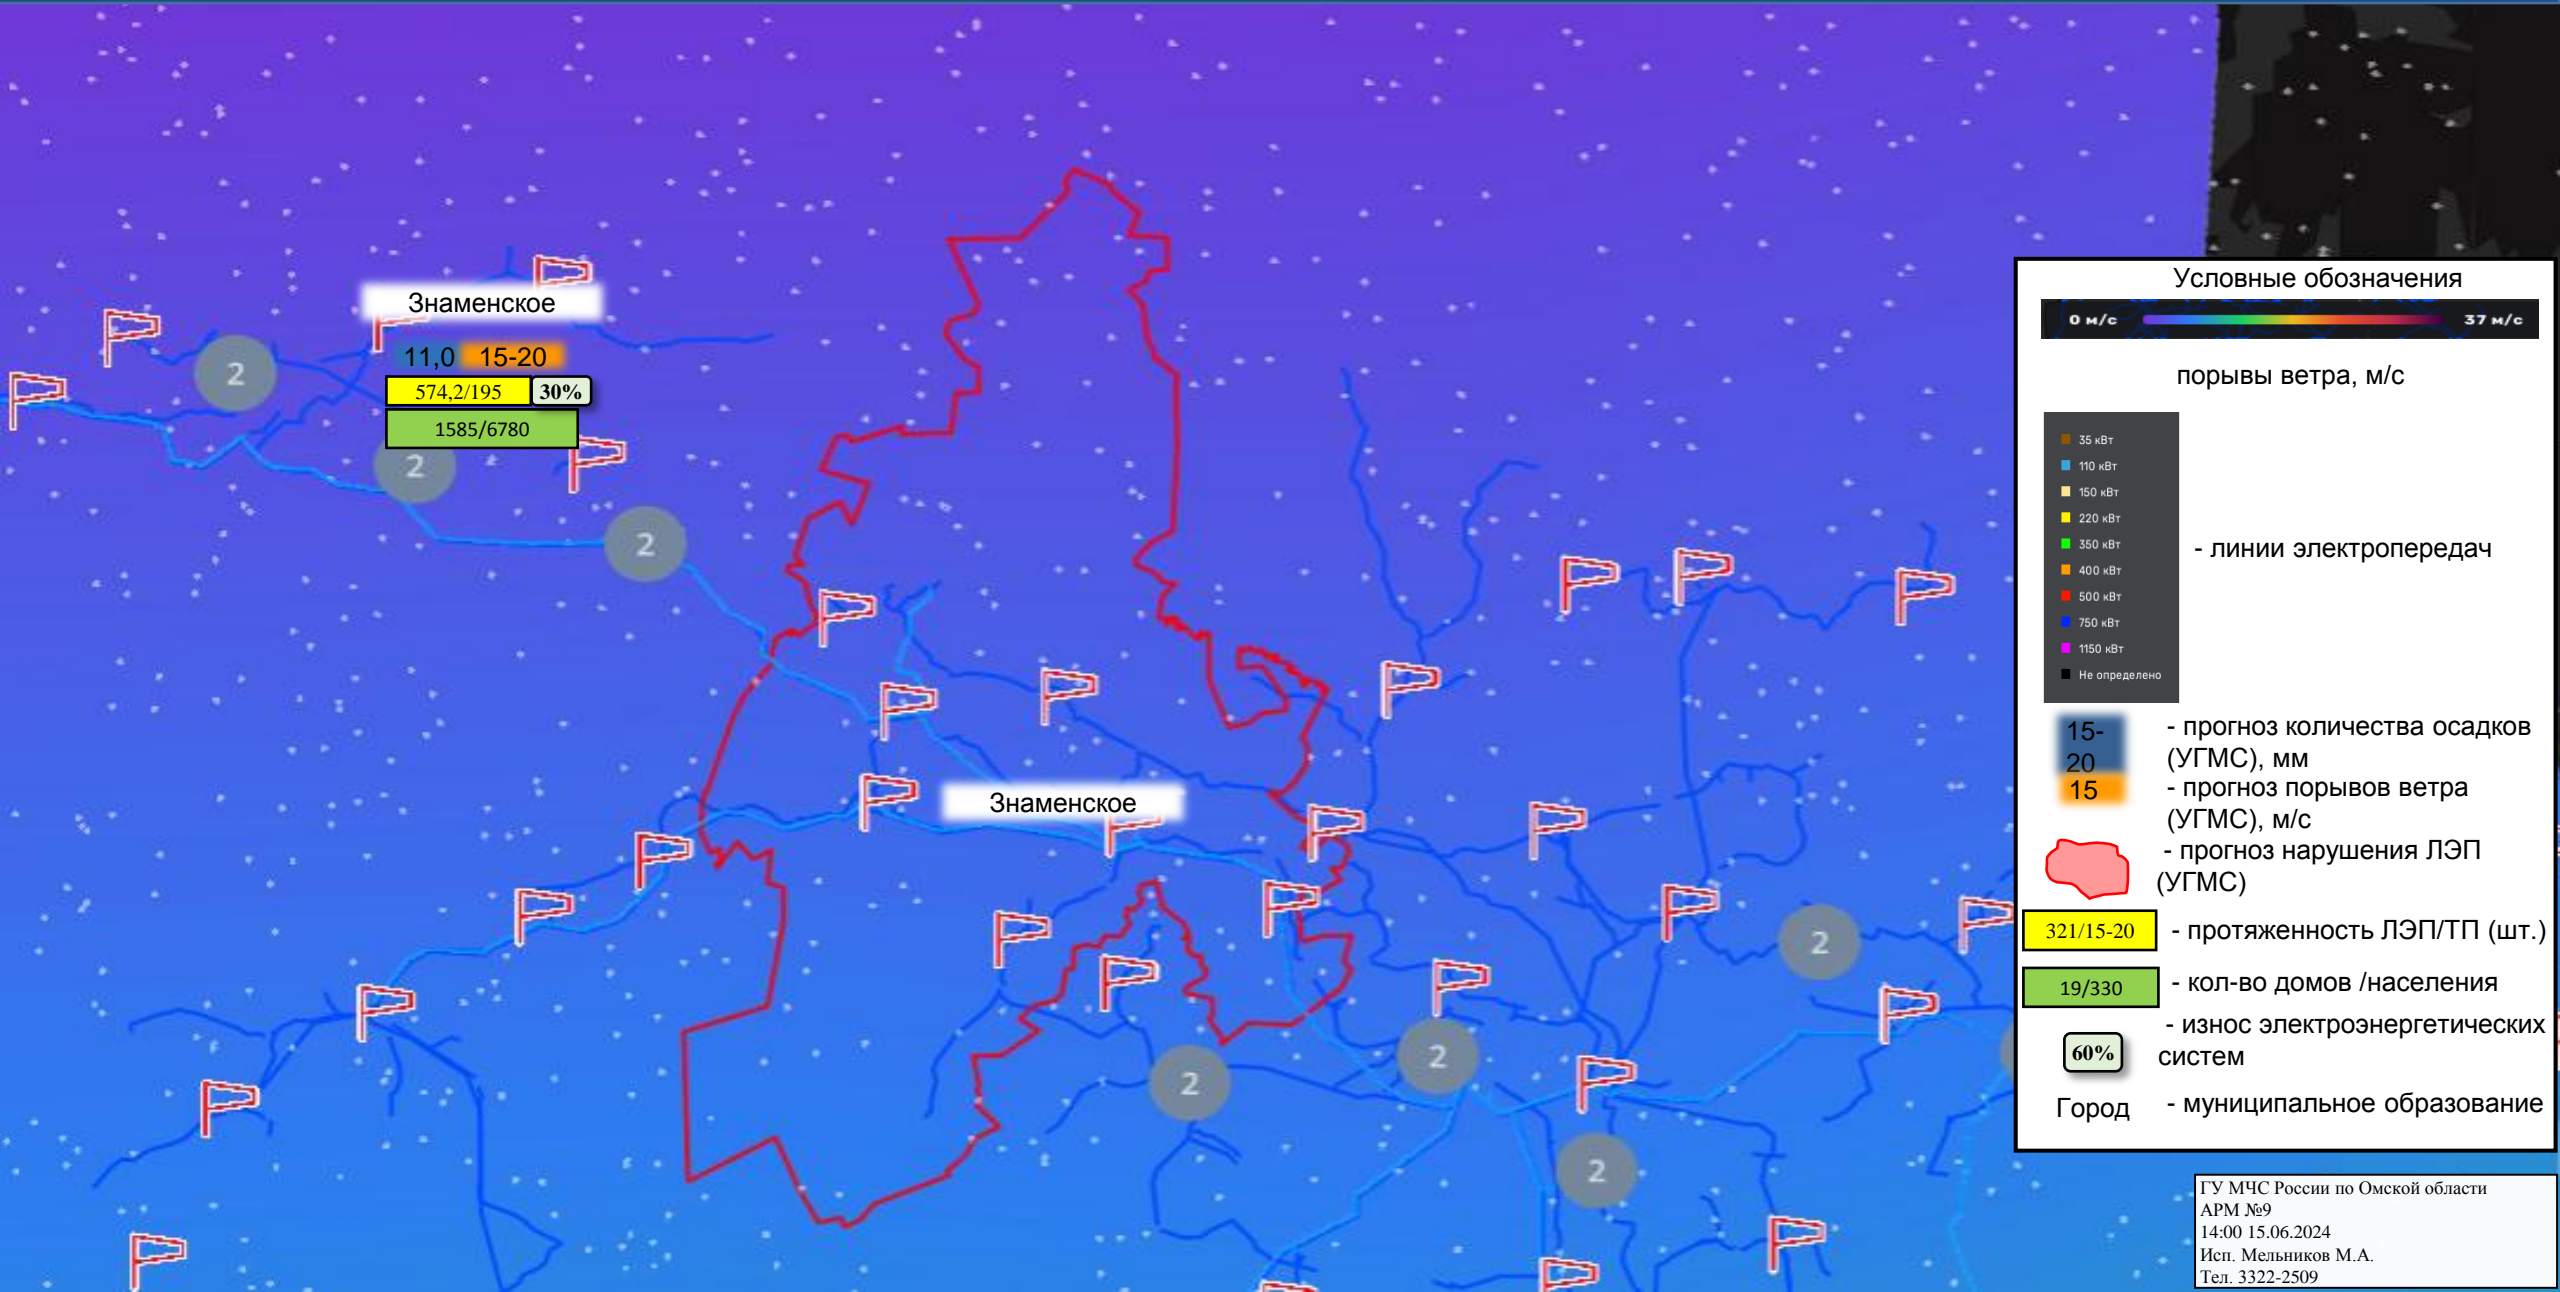 Знаменское
11,0 15-20
574,2/195 30%
1585/6780
2
2
2
Знаменское
2
2
2
2
Условные обозначения
0 м/с 37 м/с
порывы ветра, м/с
35 кВт
110 кВт
150 кВт
220 кВт
350 кВт
400 кВт
500 кВт
750 кВт
1150 кВт
Не определено
- линии электропередач
15-
20
- прогноз количества осадков
(УГМС), мм
15
- прогноз порывов ветра
(УГМС), м/с
- прогноз нарушения ЛЭП
(УГМС)
321/15-20 - протяженность ЛЭП/ТП (шт.)
19/330 - кол-во домов /населения
60%
- износ электроэнергетических
систем
Город - муниципальное образование
ГУ МЧС России по Омской области
АРМ №9
14:00 15.06.2024
Исп. Мельников М.А.
Тел. 3322-2509